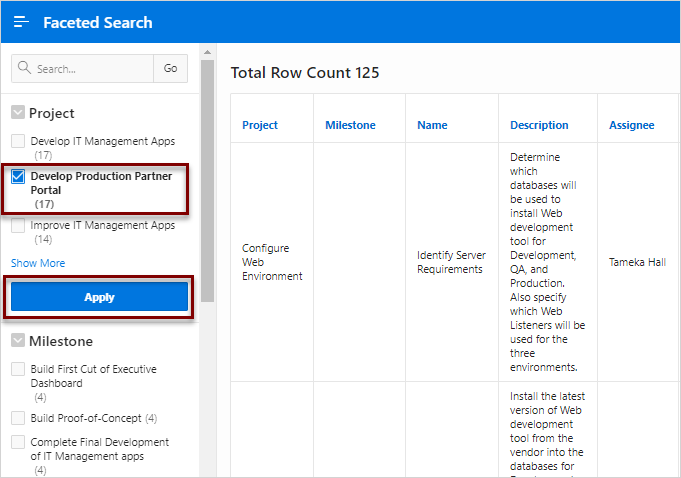 Faceted Search
Search...
Go
Project
Develop IT Management Apps
(17)
Develop Production Partner
Portal
(17)
Improve IT Management Apps
(14)
Show More
Apply
Milestone
Build First Cut of Executive
Dashboard
(4)
Build Proof-of-Concept (4)
Complete Final Development
of IT Management apps
(4)
Total Row Count 125
Project
Milestone
Name
Description
Assignee
Configure
Web
Environment
Identify Server
Requirements
Determine
which
databases will
be used to
install Web
development
tool for
Development,
QA, and
Production.
Also specify
which Web
Listeners will be
used for the
three
environments.
Tameka Hall
Install the latest
version of Web
development
tool from the
vendor into the
databases for